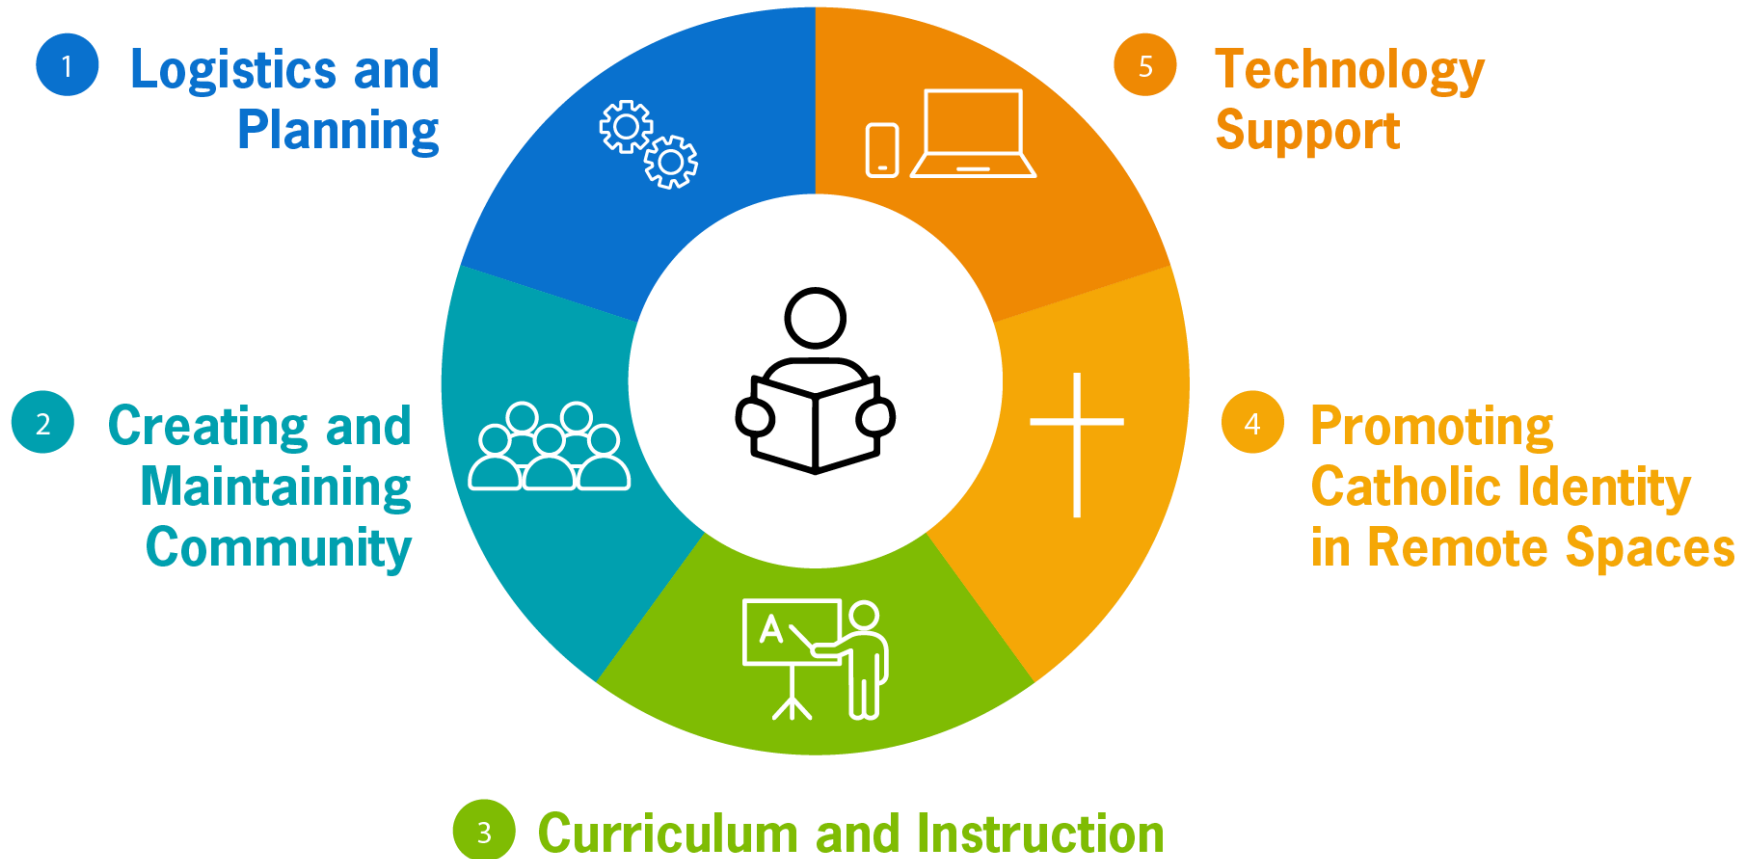 1
Logistics and
Planning
2
Creating and
Maintaining
Community
3
Curriculum and Instruction
4
Promoting
Catholic Identity
in Remote Spaces
5
Technology
Support
A